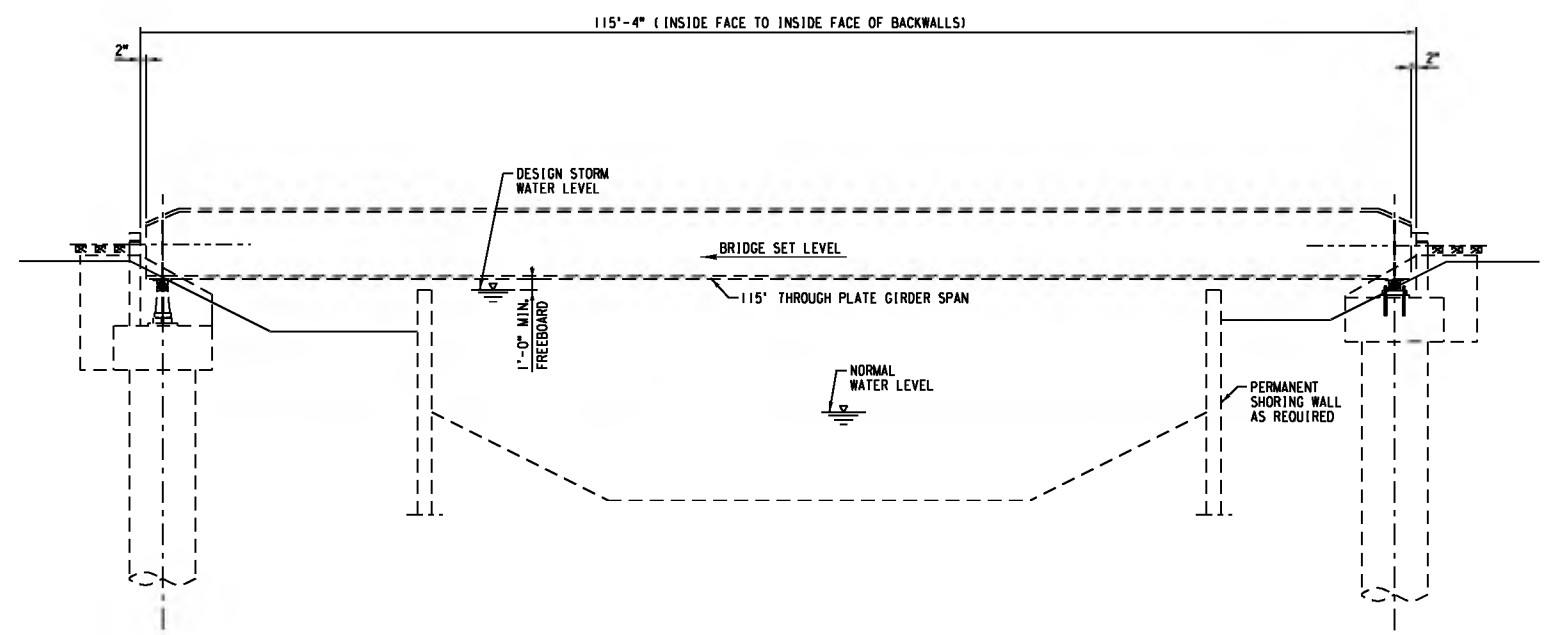 115'-4" (INSIDE FACE TO INSIDE FACE OF BACKWALLS)
2"
2"
DESIGN STORM
WATER LEVEL
BRIDGE SET LEVEL
115' THROUGH PLATE GIRDER SPAN
1'-0" MIN.
FREEBOARD
NORMAL
WATER LEVEL
PERMANENT
SHORING WALL
AS REQUIRED